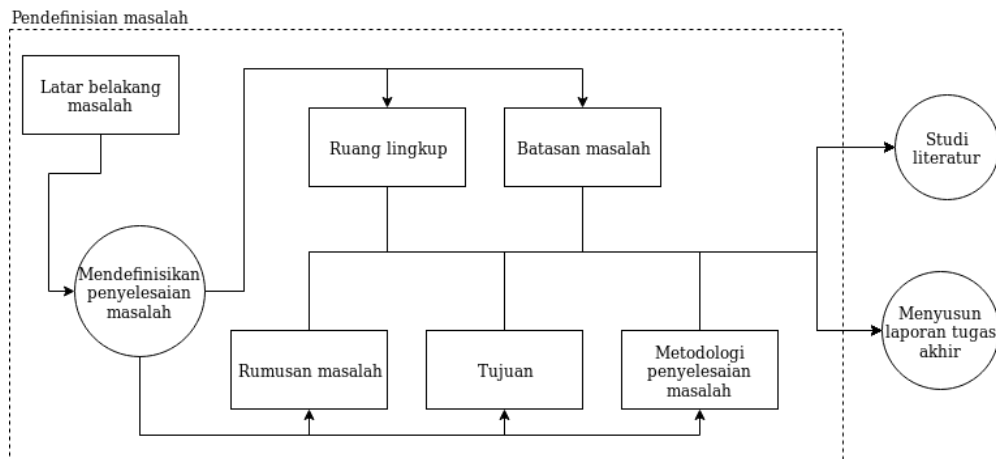 Pendefinisian masalah
Latar belakang
masalah
Ruang lingkup
Batasan masalah
Studi
literatur
Mendefinisikan
penyelesaian
masalah
Rumusan masalah
Tujuan
Metodologi
penyelesaian
masalah
Menyusun
laporan tugas
akhir